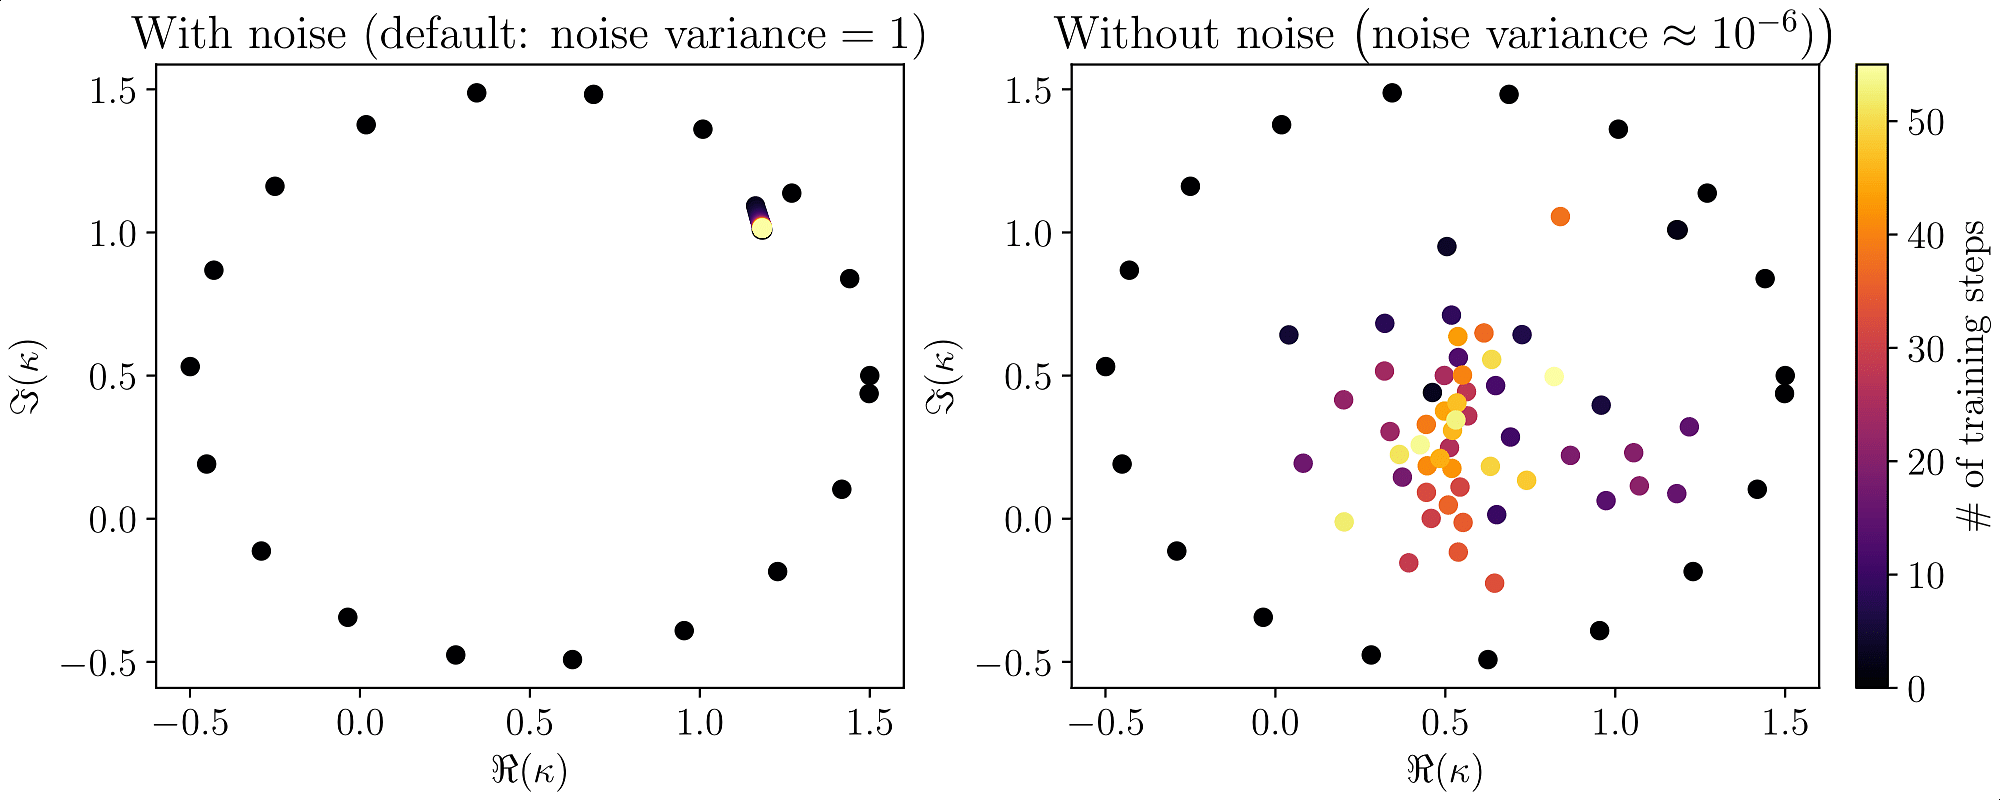 With noise (default: noise variance = 1)
1.5
1.0
0.5
0.0
−0.5
ℑ(κ)
−0.5 0.0 0.5 1.0 1.5
ℜ(κ)
Without noise (noise variance ≈ 10⁻⁶))
1.5
1.0
0.5
0.0
−0.5
ℑ(κ)
−0.5 0.0 0.5 1.0 1.5
ℜ(κ)
50
40
30
20
10
0
# of training steps